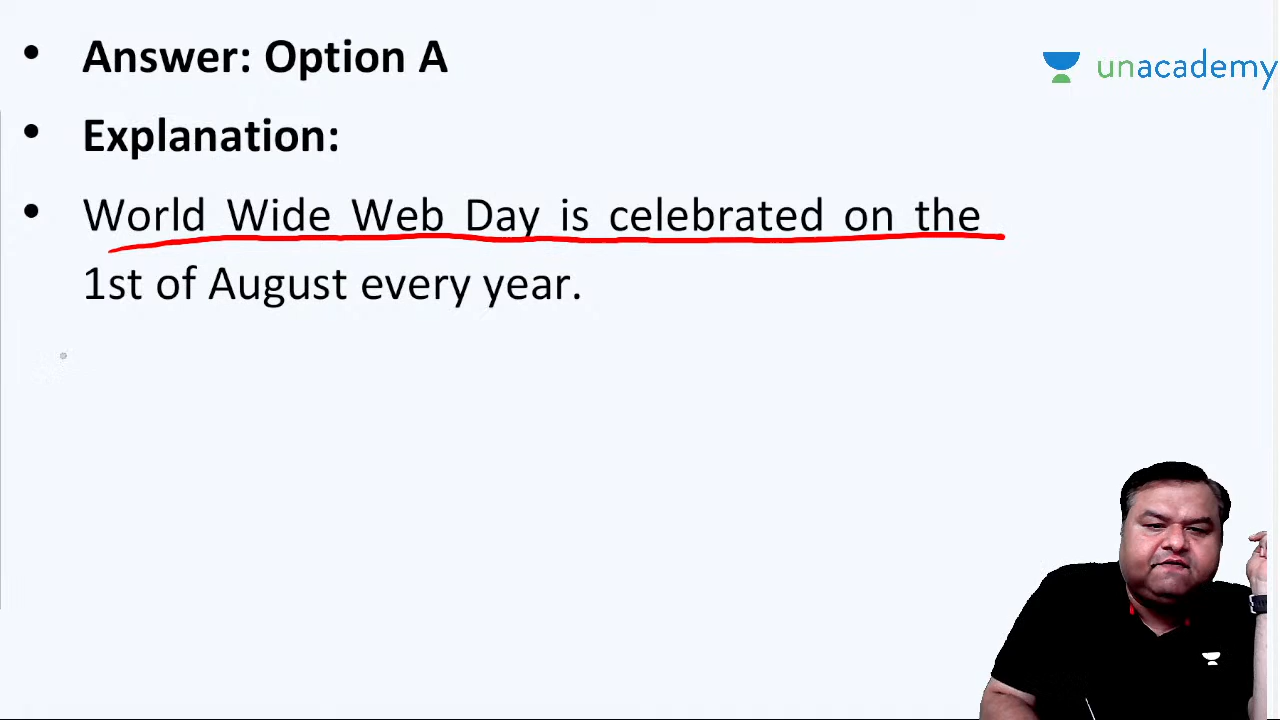 • Answer: Option A
unacademy
• Explanation:
• World Wide Web Day is celebrated on the
1st of August every year.